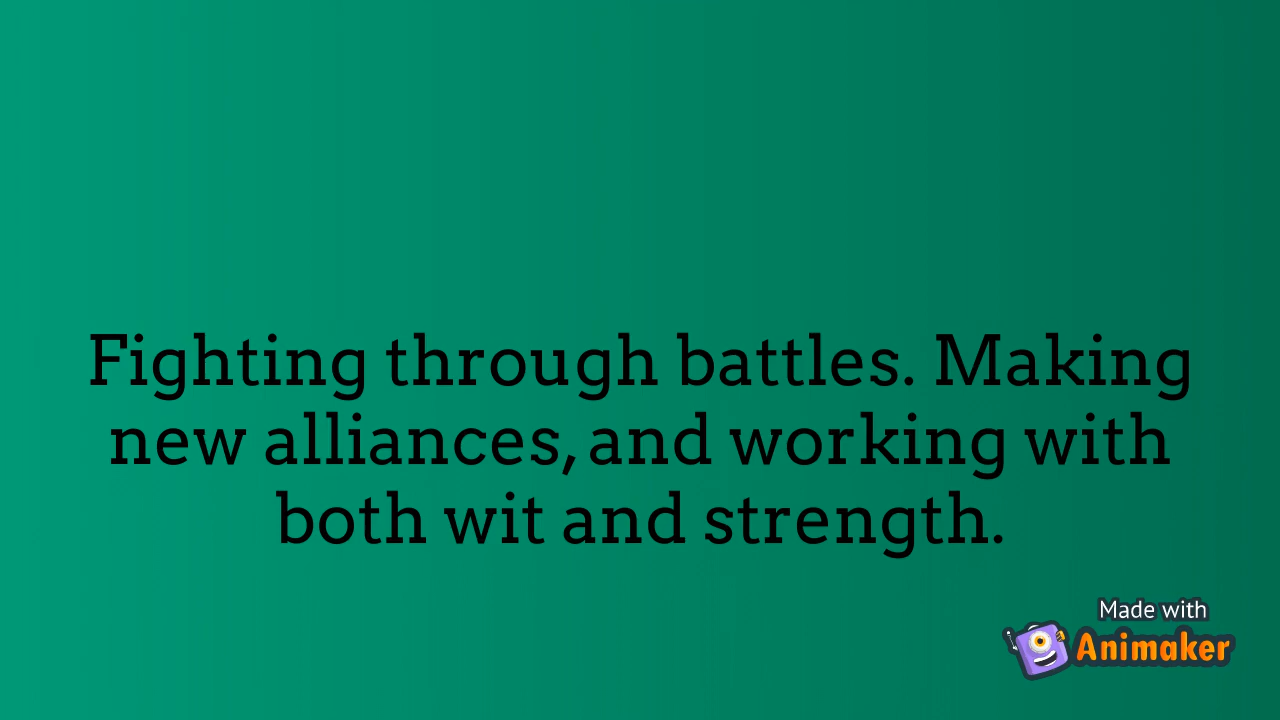 Fighting through battles. Making
new alliances, and working with
both wit and strength.
Made with
Animaker